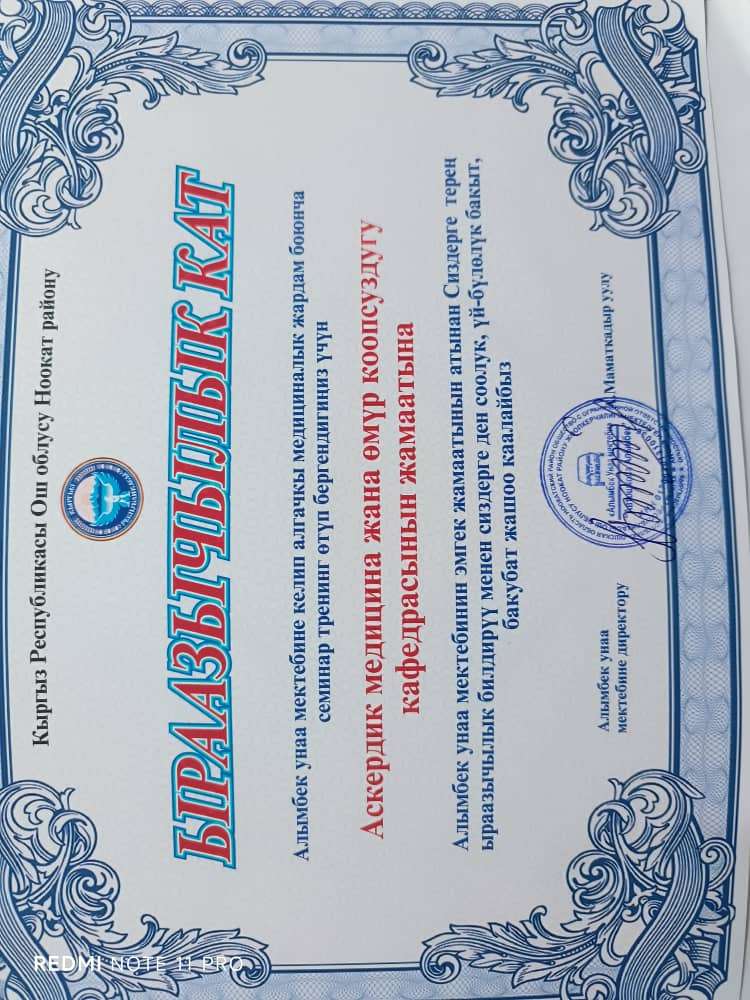 Кыргыз Республикасы Ош облусу Ноокат району
ЫРААЗЫЧЫЛЫК КАТ
Алымбек унаа мектебине келип алгачкы медициналык жардам боюнча
семинар тренинг өтүп бергендигиңиз үчүн
Аскердик медицина жана өмүр коопсуздугу
кафедрасынын жамаатына
Алымбек унаа мектебинин эмгек жамаатынын атынан Сиздерге терең
ыраазычылык билдирүү менен сиздерге ден соолук, үй-бүлөлүк бакыт,
бакубат жашоо каалайбыз
Алымбек унаа
мектебине директору
Маматкадыр уулу
REDMI NOTE 11 PRO